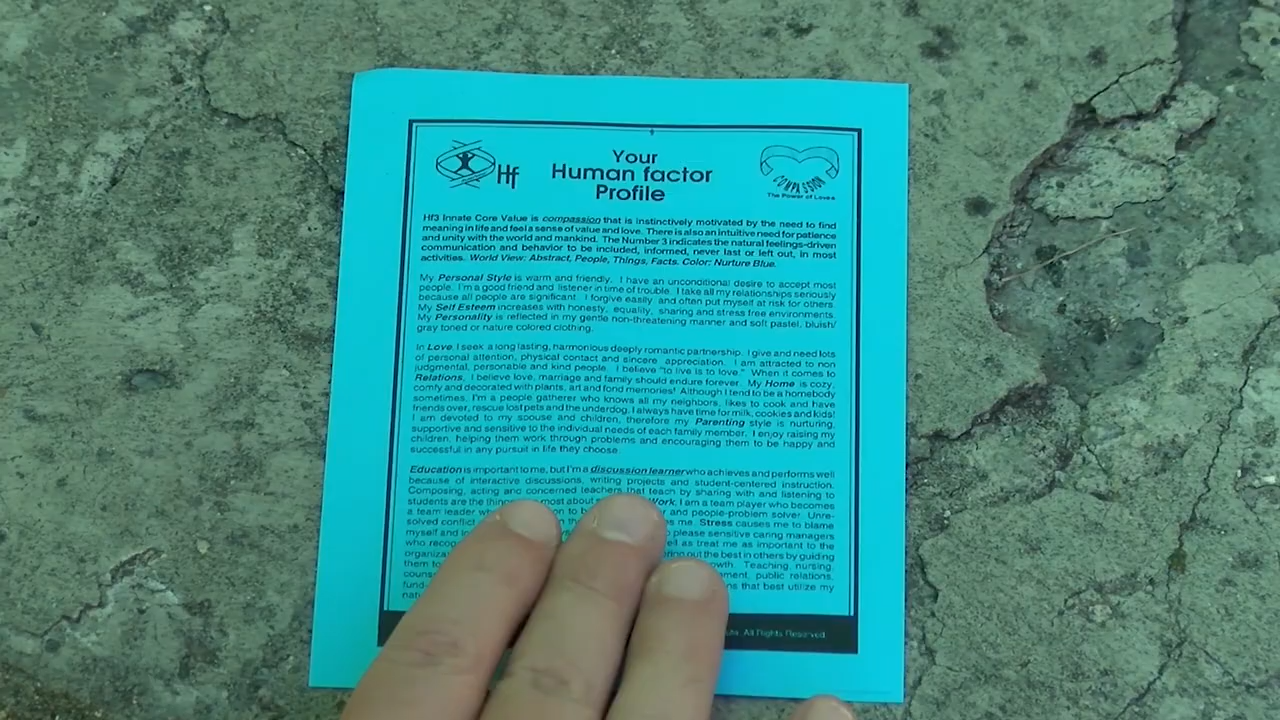 Hf
Your
Human factor
Profile
COMPASSION
The Power of Love®
Hf3 Innate Core Value is compassion that is instinctively motivated by the need to find
meaning in life and feel a sense of value and love. There is also an intuitive need for patience
and unity with the world and mankind. The Number 3 indicates the natural feelings-driven
communication and behavior to be included, informed, never last or left out, in most
activities. World View: Abstract, People, Things, Facts. Color: Nurture Blue.
My Personal Style is warm and friendly. I have an unconditional desire to accept most
people. I'm a good friend and listener in time of trouble. I take all my relationships seriously
because all people are significant. I forgive easily and often put myself at risk for others.
My Self Esteem increases with honesty, equality, sharing and stress free environments.
My Personality is reflected in my gentle non-threatening manner and soft pastel, bluish/
gray toned or nature colored clothing.
In Love I seek a long lasting, harmonious deeply romantic partnership. I give and need lots
of personal attention, physical contact and sincere appreciation. I am attracted to non
judgmental, personable and kind people. I believe "to live is to love." When it comes to
Relations, I believe love, marriage and family should endure forever. My Home is cozy,
comfy and decorated with plants, art and fond memories! Although I tend to be a homebody
sometimes, I'm a people gatherer who knows all my neighbors, likes to cook and have
friends over, rescue lost pets and the underdog. I always have time for milk, cookies and kids!
I am devoted to my spouse and children, therefore my Parenting style is nurturing,
supportive and sensitive to the individual needs of each family member. I enjoy raising my
children, helping them work through problems and encouraging them to be happy and
successful in any pursuit in life they choose.
Education is important to me, but I'm a discussion learner who achieves and performs well
because of interactive discussions, writing projects and student-centered instruction.
Composing, acting and concerned teachers that teach by sharing with and listening to
students are the things most about Work, I am a team player who becomes
a team leader and people-problem solver. Unre-
solved conflict me. Stress causes me to blame
myself and please sensitive caring managers
who as treat me as important to the
out the best in others by guiding
them to Teaching, nursing,
public relations,
that best utilize my
All Rights Reserved